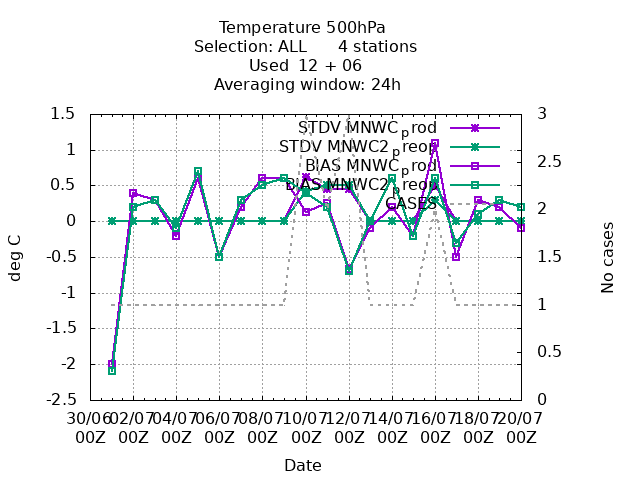 Temperature 500hPa
Selection: ALL 4 stations
Used 12 + 06
Averaging window: 24h
STDV MNWC_prod
STDV MNWC2_preop
BIAS MNWC_prod
BIAS MNWC2_preop
CASES
1.5
1
0.5
0
-0.5
-1
-1.5
-2
-2.5
3
2.5
2
1.5
1
0.5
0
deg C
No cases
30/06 02/07 04/07 06/07 08/07 10/07 12/07 14/07 16/07 18/07 20/07
00Z 00Z 00Z 00Z 00Z 00Z 00Z 00Z 00Z 00Z 00Z
Date